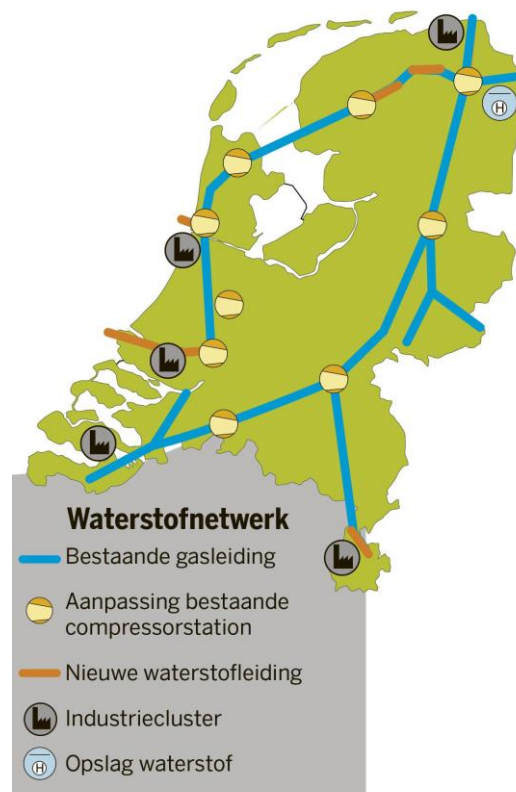 Waterstofnetwerk
Bestaande gasleiding
Aanpassing bestaande
compressorstation
Nieuwe waterstofleiding
Industriecluster
H
Opslag waterstof
H